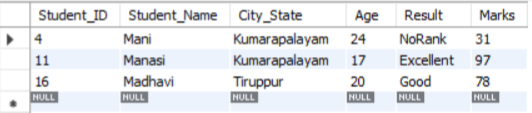 Student_ID Student_Name City_State Age Result Marks
4 Mani Kumarapalayam 24 NoRank 31
11 Manasi Kumarapalayam 17 Excellent 97
16 Madhavi Tiruppur 20 Good 78
NULL NULL NULL NULL NULL NULL